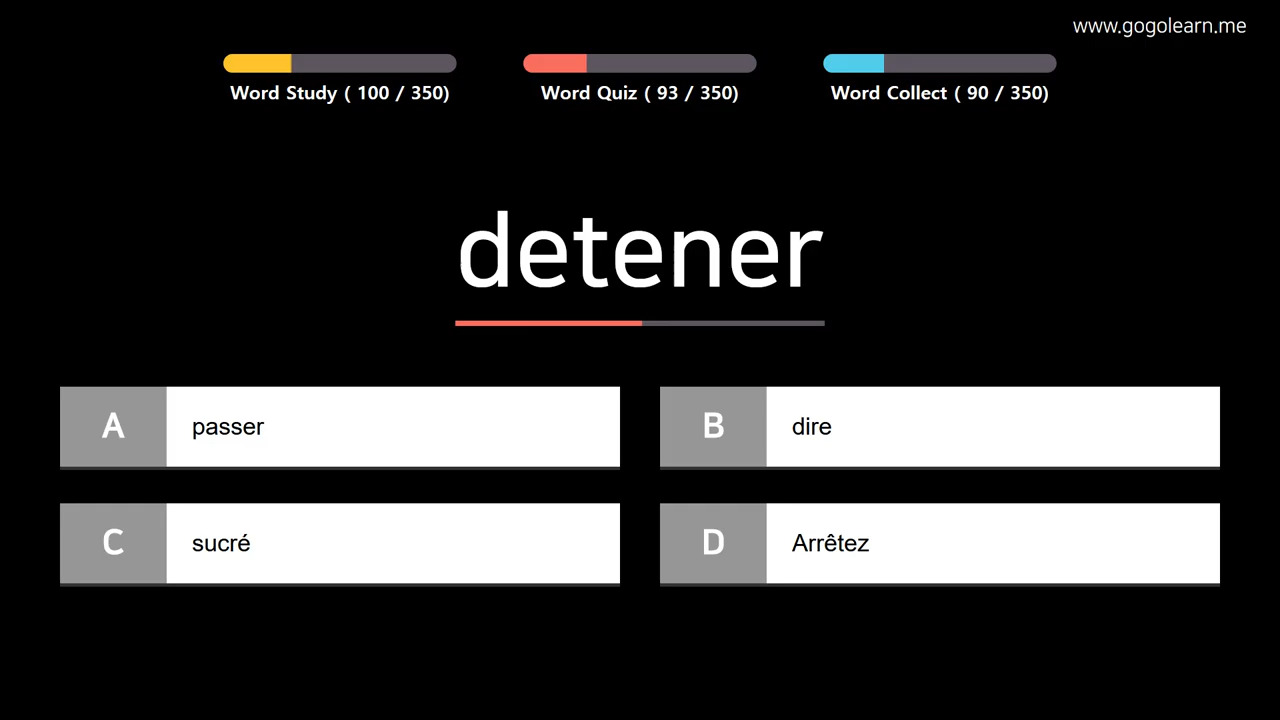 www.gogolearn.me
Word Study ( 100 / 350)
Word Quiz ( 93 / 350)
Word Collect ( 90 / 350)
detener
A passer
B dire
C sucré
D Arrêtez